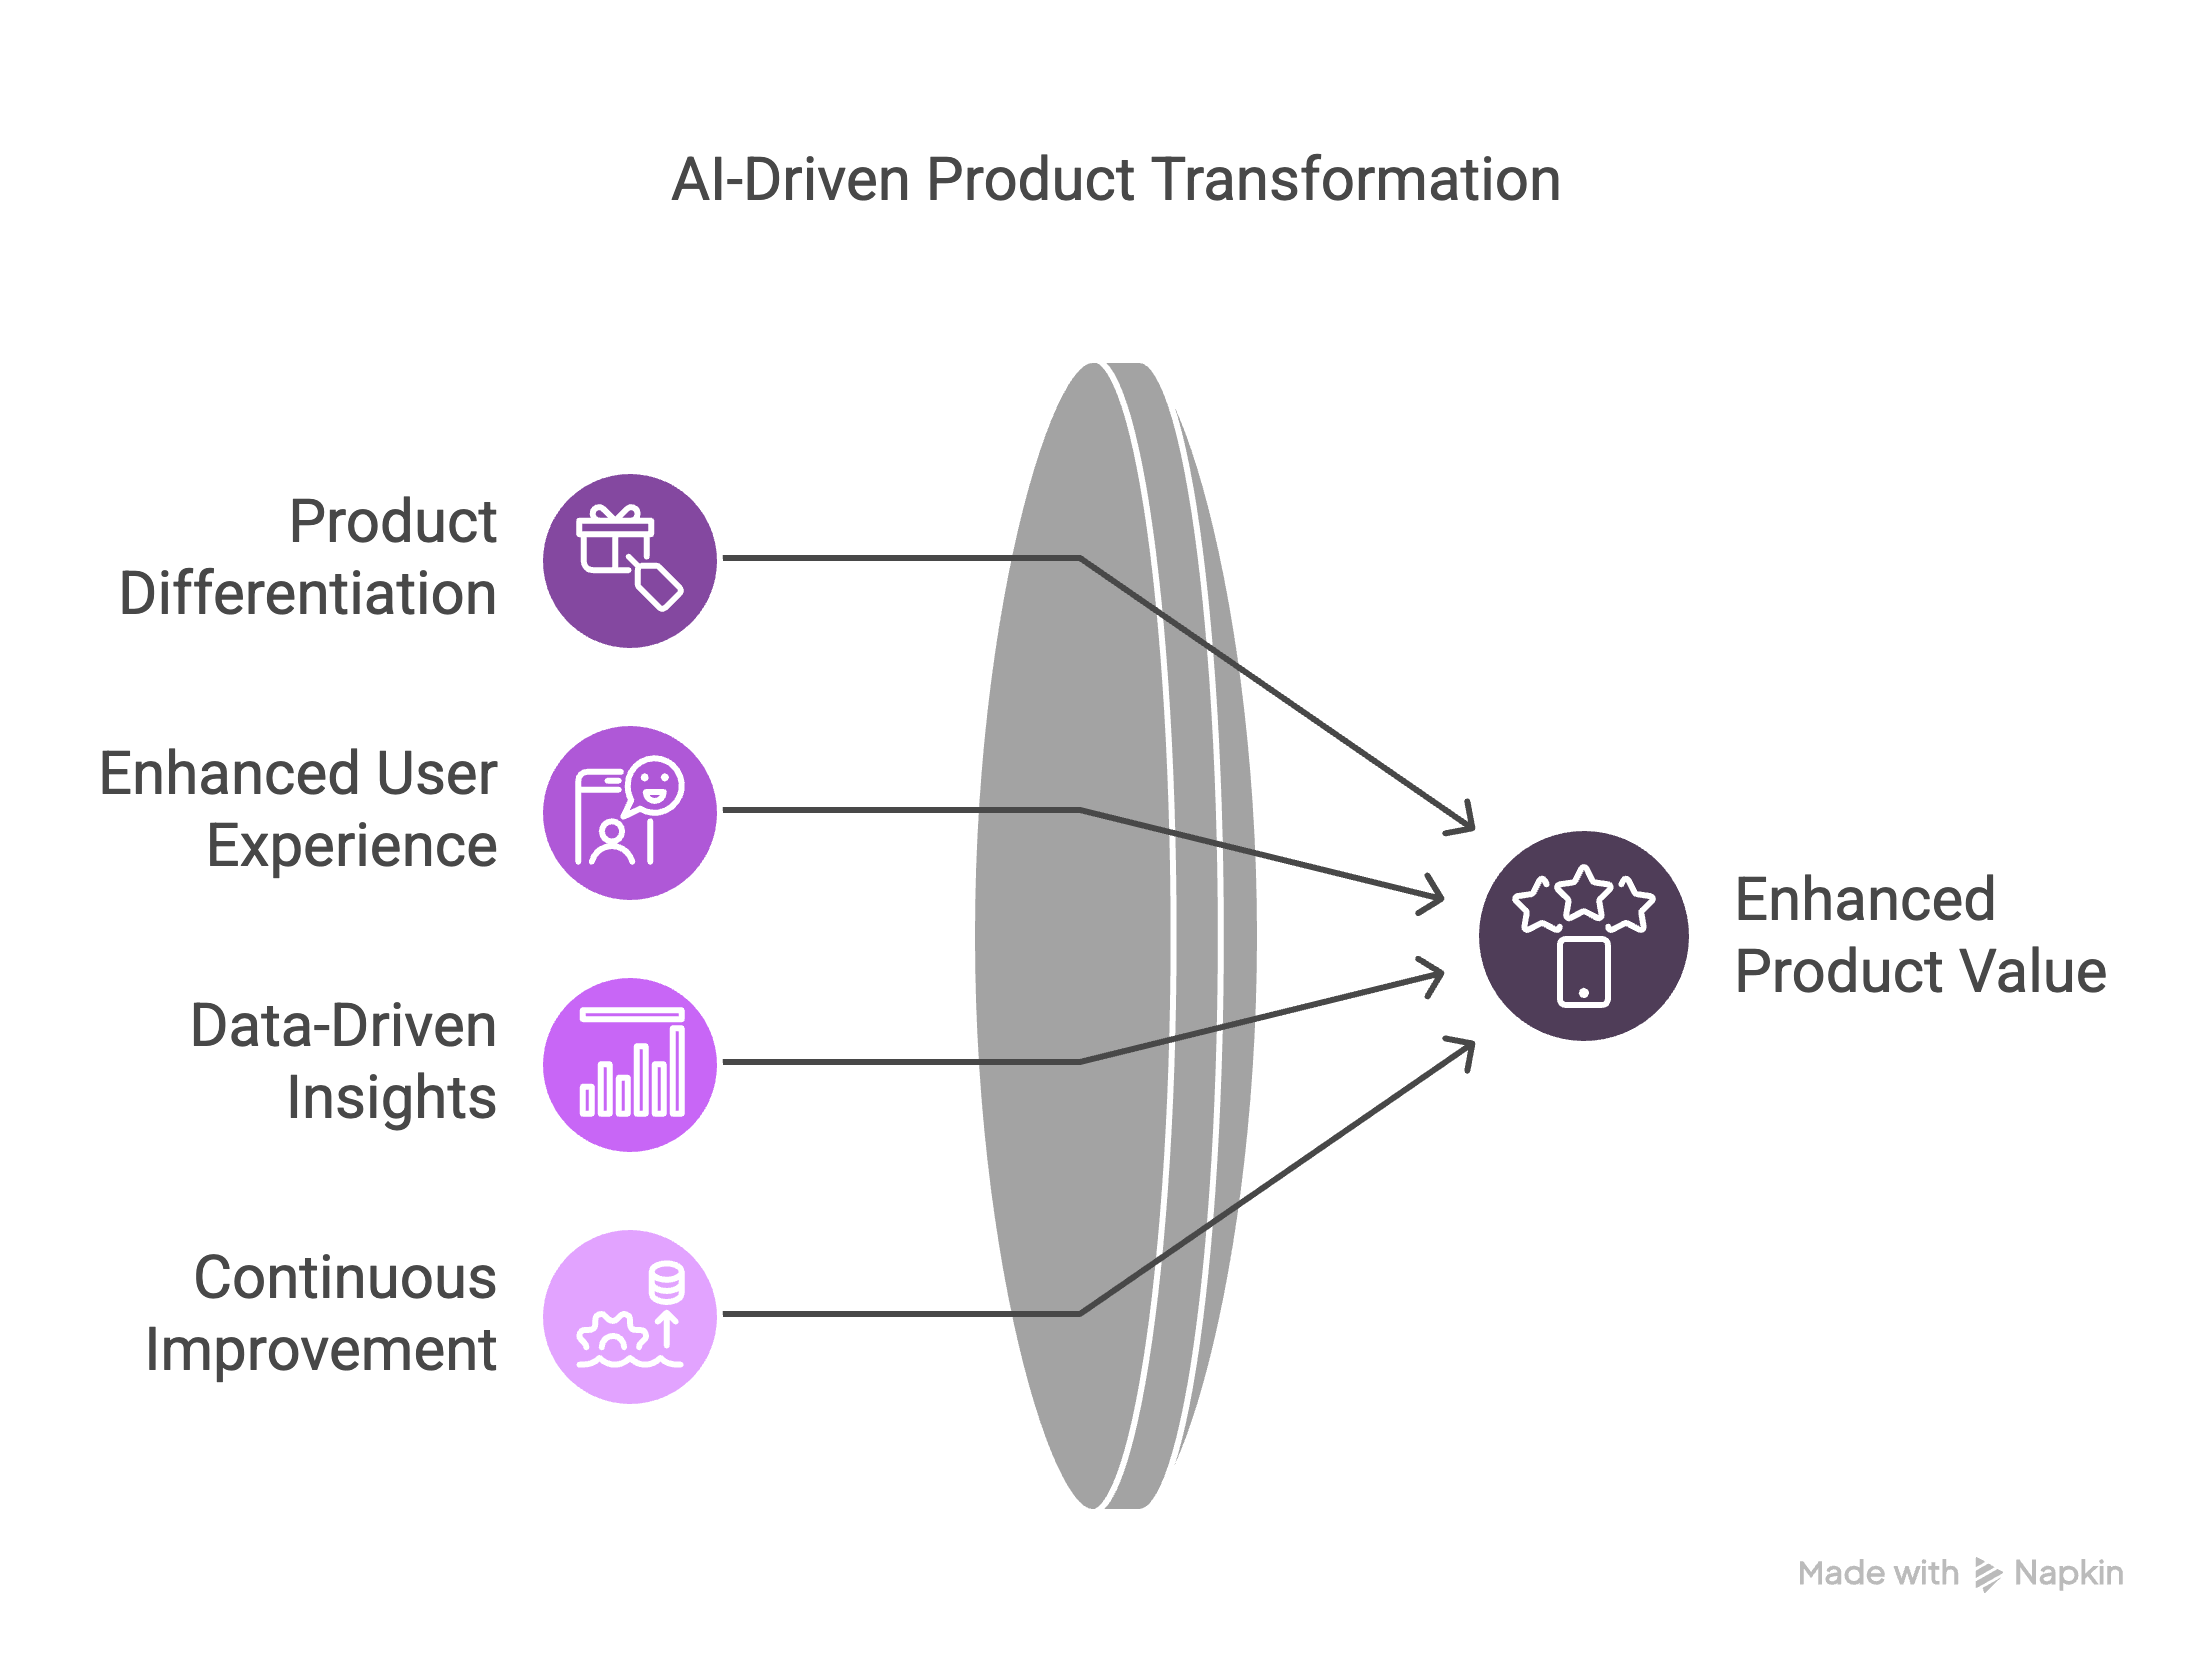 AI-Driven Product Transformation
Product
Differentiation
Enhanced User
Experience
Data-Driven
Insights
Continuous
Improvement
Enhanced
Product Value
Made with Napkin